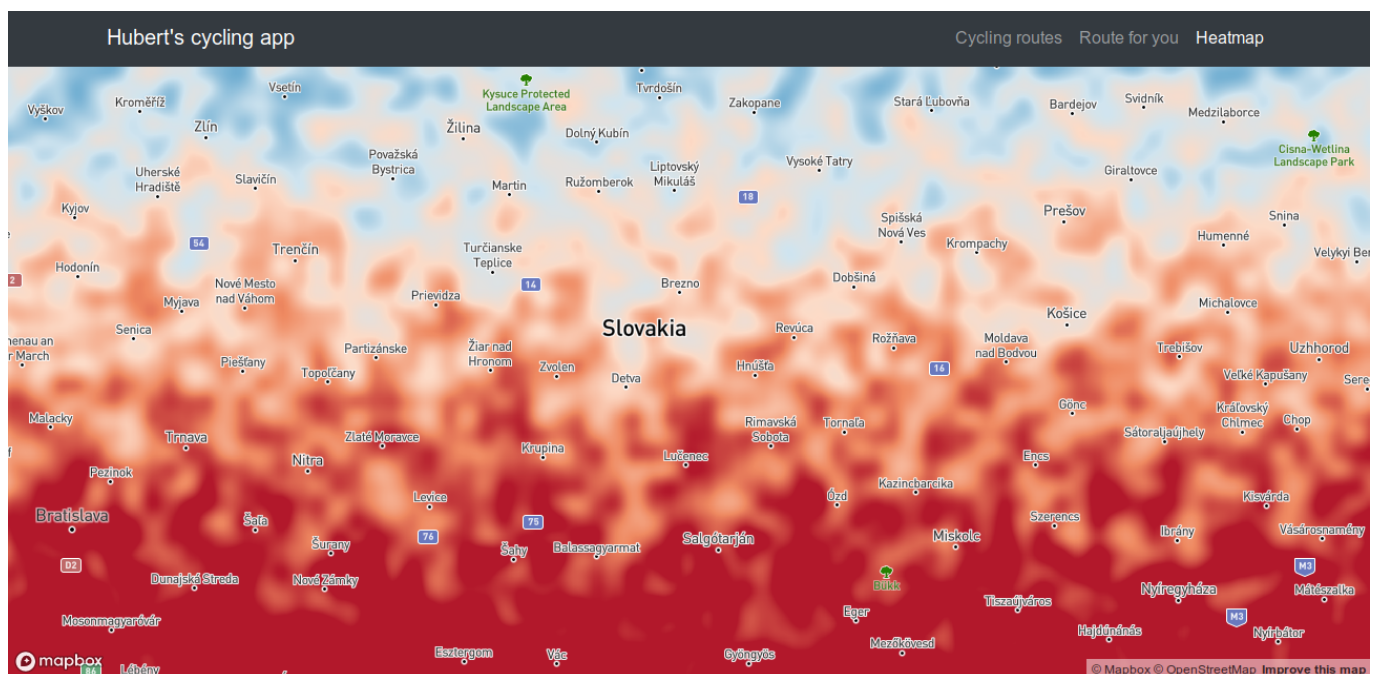 Hubert's cycling app
Cycling routes Route for you Heatmap
Vyškov
Kroměříž
Vsetín
Kysuce Protected
Landscape Area
Tvrdošín
Zakopane
Stará Ľubovňa
Bardejov
Svidník
Medzilaborce
Zlín
Žilina
Dolný Kubín
Cisna-Wetlina
Landscape Park
Uherské
Hradiště
Slavičín
Považská
Bystrica
Martin
Ružomberok
Liptovský
Mikuláš
18
Vysoké Tatry
Giraltovce
Kyjov
54
Trenčín
Turčianske
Teplice
Spišská
Nová Ves
Krompachy
Prešov
Snina
Humenné
Velykyi Ber
2
Hodonín
Nové Mesto
nad Váhom
Myjava
Prievidza
14
Brezno
Dobšiná
Michalovce
Senica
Slovakia
Revúca
Rožňava
Košice
Moldava
nad Bodvou
Trebišov
Uzhhorod
nenau an
r March
Piešťany
Topoľčany
Partizánske
Žiar nad
Hronom
Zvolen
Detva
Hnúšťa
16
Veľké Kapušany
Sere
Malacky
Trnava
Zlaté Moravce
Krupina
Rimavská
Sobota
Tornaľa
Gönc
Kráľovský
Chlmec
Chop
Sátoraljaújhely
Pezinok
Nitra
Lučenec
Encs
Levice
Ózd
Kazincbarcika
Kisvárda
Bratislava
Šaľa
76
75
Szerencs
Ibrány
Vásárosnamény
Šurany
Šahy
Balassagyarmat
Salgótarján
Miskolc
D2
Dunajská Streda
Nové Zámky
Bükk
M3
Nyíregyháza
Mátészalka
Mosonmagyaróvár
Eger
Tiszaújváros
M3
Hajdúnánás
Nyírbátor
Esztergom
Vác
Gyöngyös
Mezőkövesd
mapbox
86
Lébény
© Mapbox © OpenStreetMap Improve this map